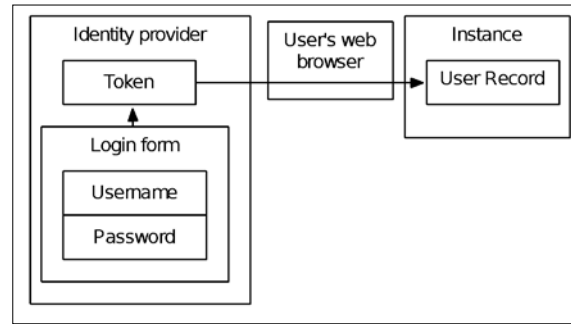 Identity provider
Token
Login form
Username
Password
User's web
browser
Instance
User Record